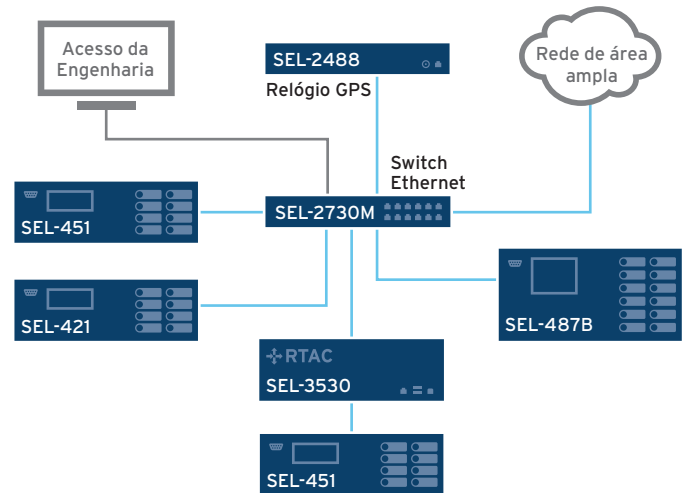 Acesso da
Engenharia
SEL-2488
Relógio GPS
Rede de área
ampla
Switch
Ethernet
SEL-2730M
SEL-451
SEL-421
SEL-487B
RTAC
SEL-3530
SEL-451